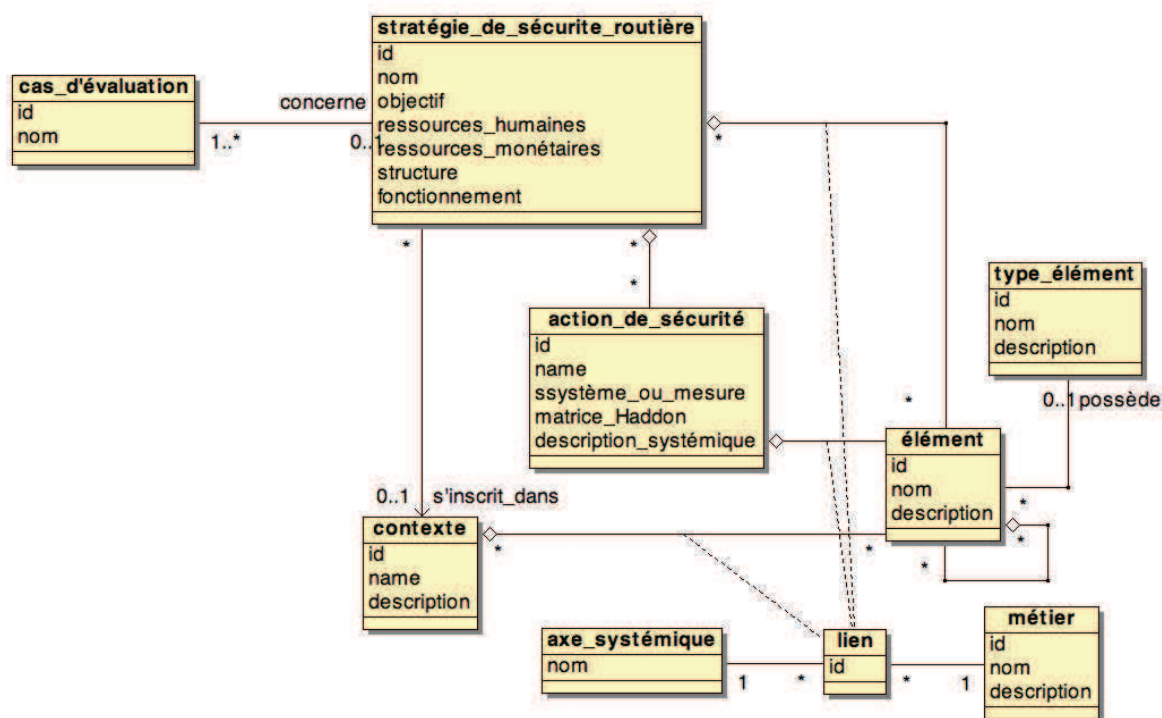 stratégie_de_sécurite_routière
id
nom
objectif
ressources_humaines
ressources_monétaires
structure
fonctionnement
cas_d'évaluation
id
nom
concerne
1..*
0..1
*
*
*
*
type_élément
id
nom
description
0..1 possède
action_de_sécurité
id
name
ssystème_ou_mesure
matrice_Haddon
description_systémique
*
élément
id
nom
description
*
*
*
0..1 s'inscrit_dans
contexte
id
name
description
*
*
axe_systémique
nom
lien
id
métier
id
nom
description
1
*
*
1